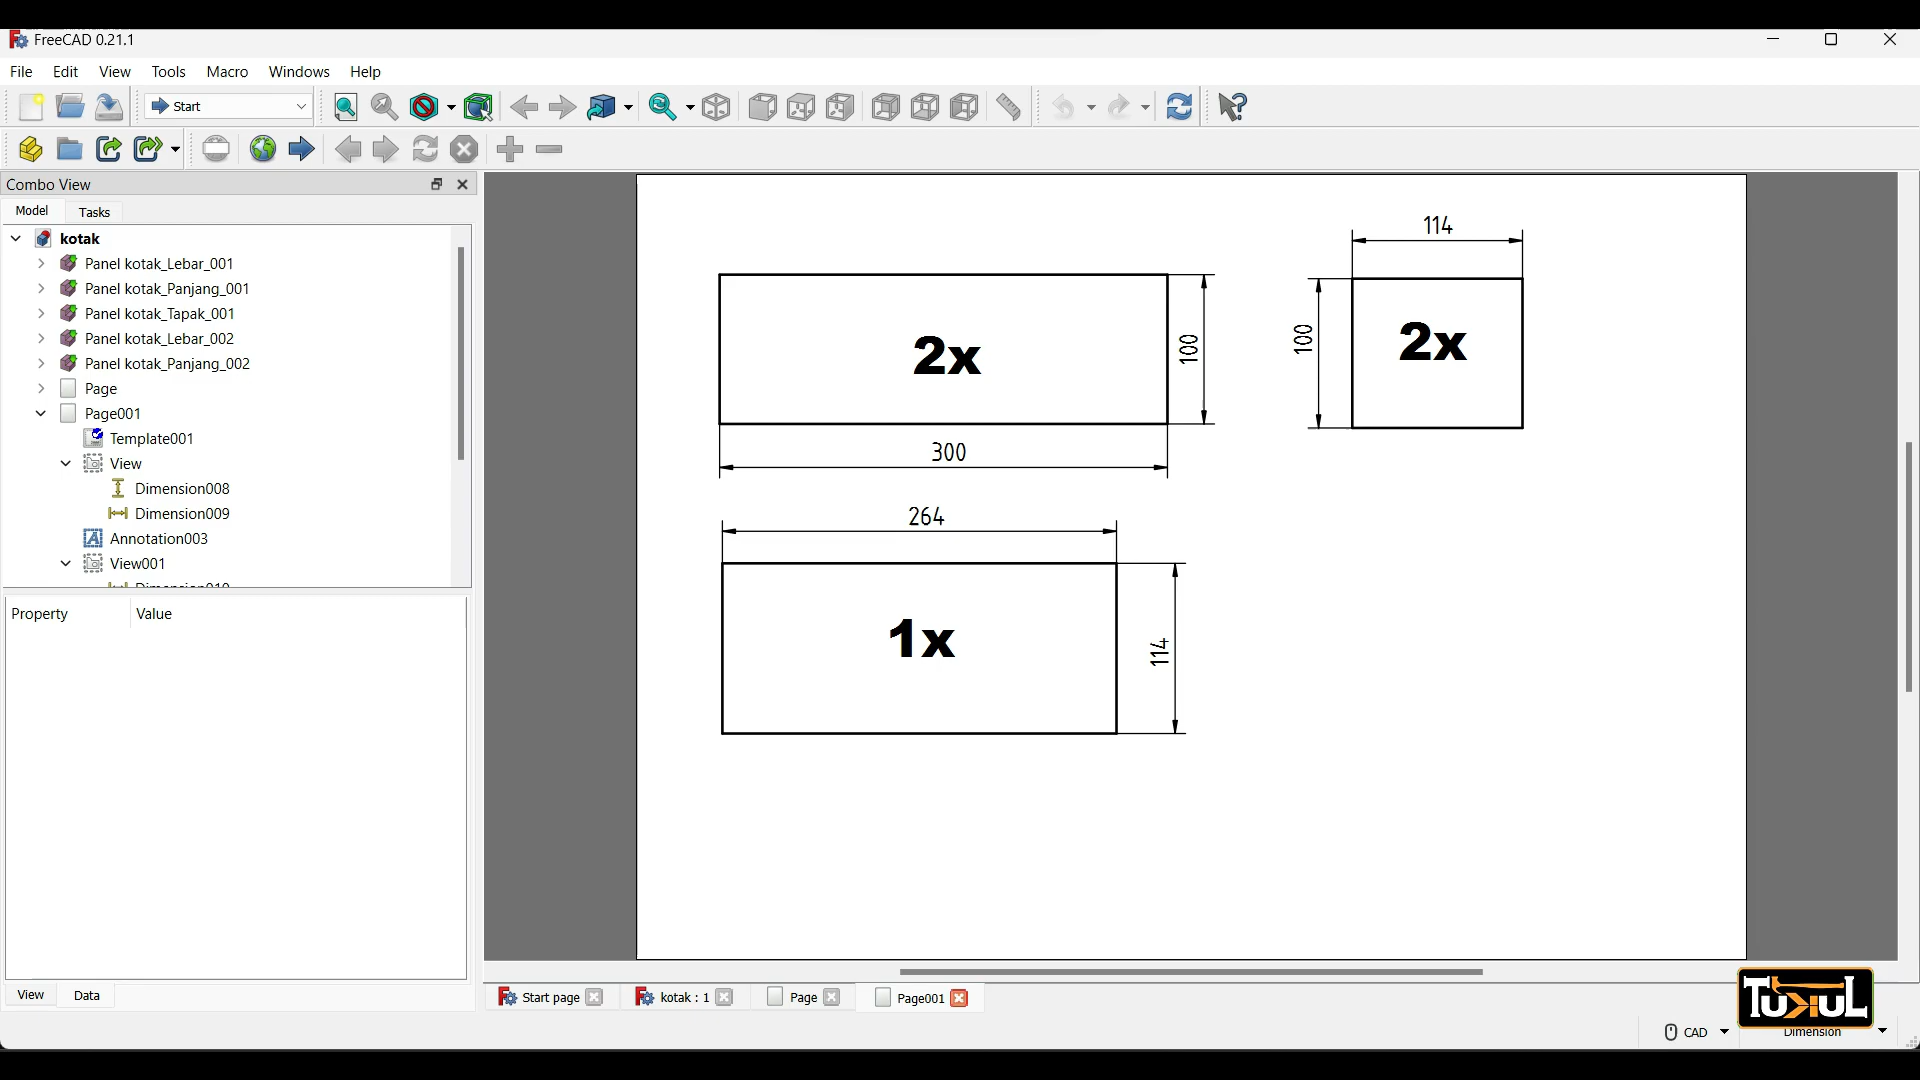 FreeCAD 0.21.1
File Edit View Tools Macro Windows Help
Start
Combo View
Model Tasks
kotak
Panel kotak_Lebar_001
Panel kotak_Panjang_001
Panel kotak_Tapak_001
Panel kotak_Lebar_002
Panel kotak_Panjang_002
Page
Page001
Template001
View
Dimension008
Dimension009
Annotation003
View001
Dimension010
Property Value
View Data
114
2x
100
100
2x
300
264
1x
114
Start page kotak : 1 Page Page001
TUKUL
CAD Dimension